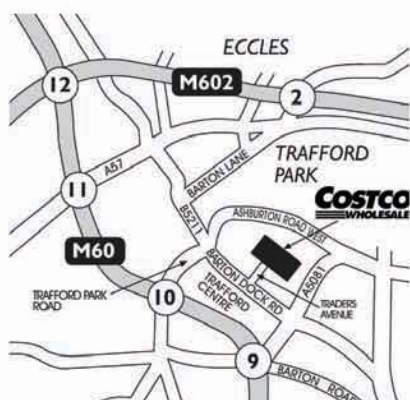 ECCLES
12
M602
2
A57
BARTON LANE
TRAFFORD
PARK
11
B5211
ASHBURTON ROAD WEST
COSTCO
WHOLESALE
M60
BARTON DOCK RD
TRAFFORD
CENTRE
A5081
TRAFFORD PARK
ROAD
TRADERS
AVENUE
10
9
BARTON ROAD